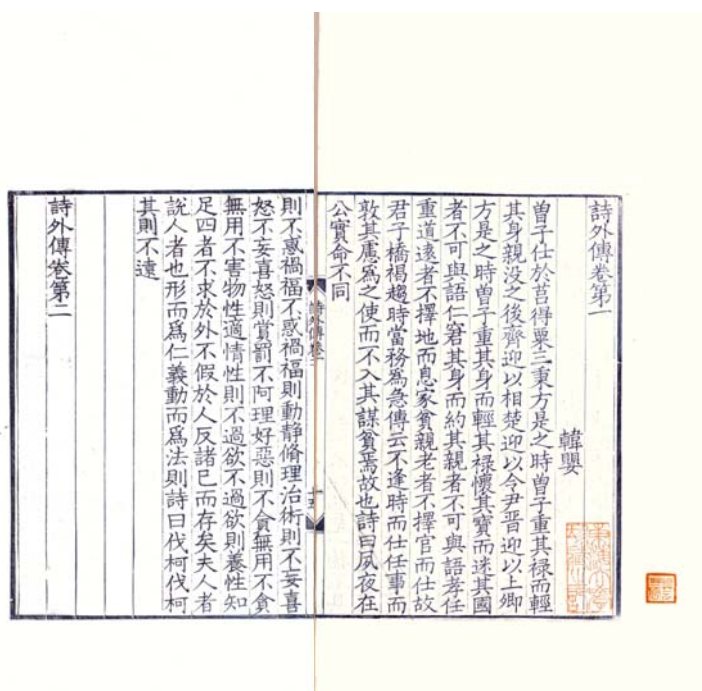 詩外傳卷第一
韓嬰
曾子仕於莒得粟三秉方是之時曾子重其祿而輕
其身親没之後齊迎以相楚迎以令尹晋迎以上卿
方是之時曾子重其身而輕其祿懷其寶而迷其國
者不可與語仁窘其身而約其親者不可與語孝任
重道遠者不擇地而息家貧親老者不擇官而仕故
君子橋褐趨時當務爲急傳云不逢時而仕任事而
敦其慮爲之使而不入其謀貧焉故也詩曰夙夜在
公寔命不同
詩外傳卷二
則不惑禍福不惑禍福則動静脩理治術則不妄喜
怒不妄喜怒則賞罰不阿理好惡則不貪無用不貪
無用不害物性適情性則不過欲不過欲則養性知
足四者不求於外不假於人反諸己而存矣夫人者
說人者也形而爲仁義動而爲法則詩曰伐柯伐柯
其則不遠
詩外傳卷第二